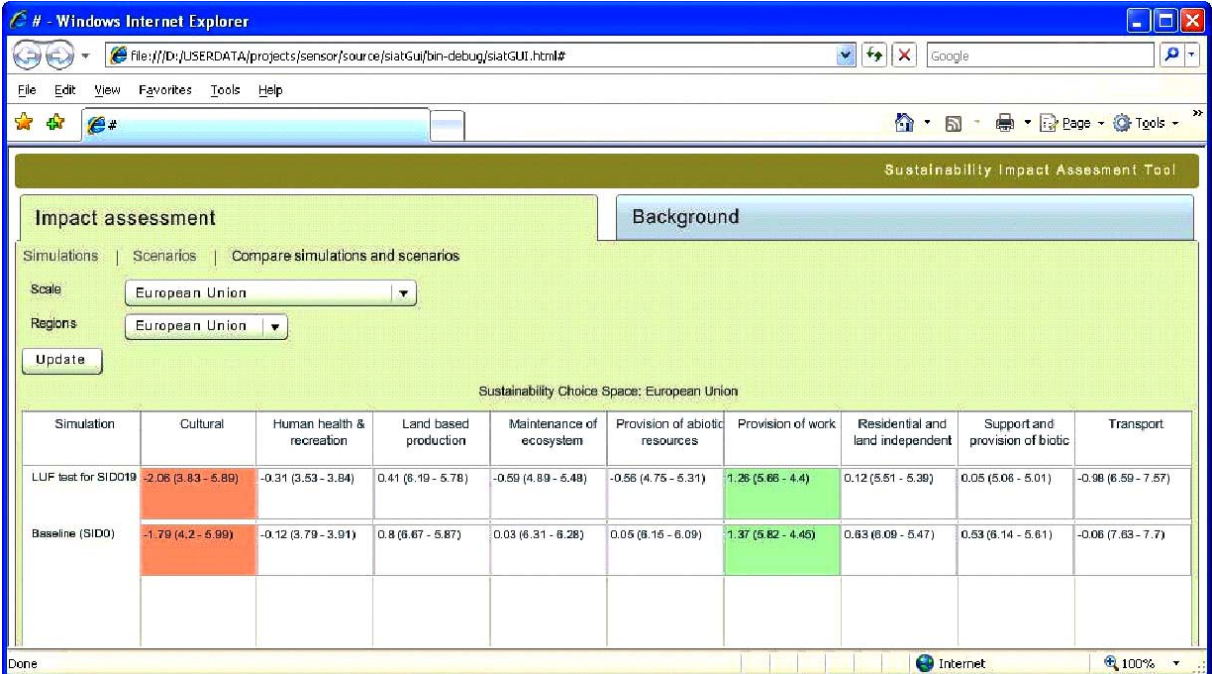 # - Windows Internet Explorer
file:///D:/USERDATA/projects/sensor/source/siatGui/bin-debug/siatGUI.html#
Google
File Edit View Favorites Tools Help
#
Page Tools
Sustainability Impact Assesment Tool
Impact assessment
Background
Simulations | Scenarios | Compare simulations and scenarios
Scale European Union
Regions European Union
Update
Sustainability Choice Space: European Union
Simulation Cultural Human health & Land based Maintenance of Provision of abiotic Provision of work Residential and Support and Transport
recreation production ecosystem resources land independent provision of biotic
LUF test for SID019 -2.06 (3.83 - 5.89) -0.31 (3.53 - 3.84) 0.41 (6.19 - 5.78) -0.59 (4.89 - 5.48) -0.56 (4.75 - 5.31) 1.26 (5.66 - 4.4) 0.12 (5.51 - 5.39) 0.05 (5.06 - 5.01) -0.98 (6.59 - 7.57)
Baseline (SID0) -1.79 (4.2 - 5.99) -0.12 (3.79 - 3.91) 0.8 (6.67 - 5.87) 0.03 (6.31 - 6.28) 0.05 (6.15 - 6.09) 1.37 (5.82 - 4.45) 0.63 (6.09 - 5.47) 0.53 (6.14 - 5.61) -0.06 (7.63 - 7.7)
Done Internet 100%